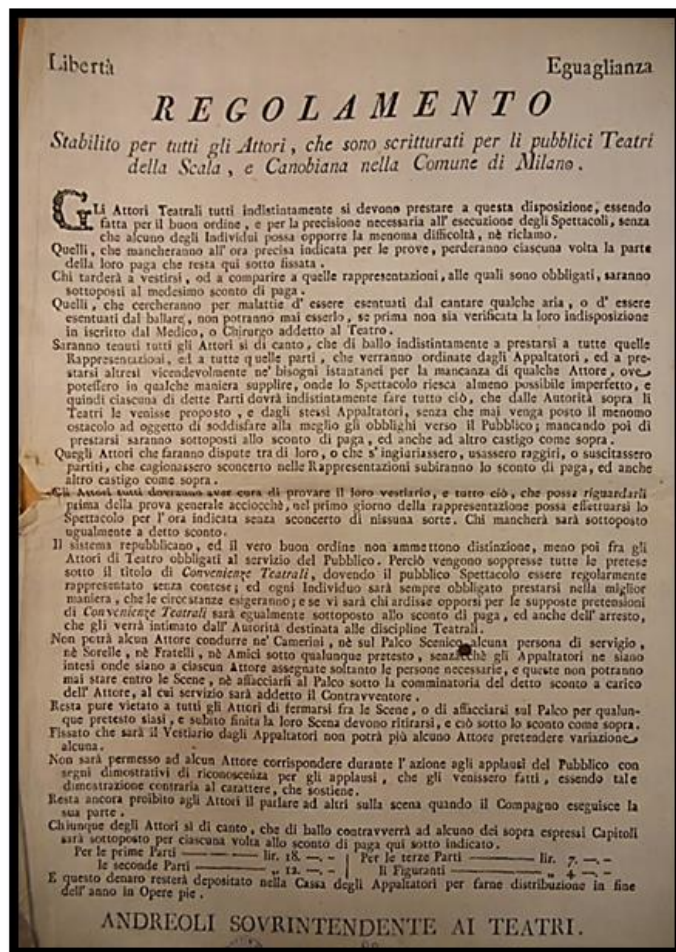 Libertà Eguaglianza
REGOLAMENTO
Stabilito per tutti gli Attori, che sono scritturati per li pubblici Teatri
della Scala, e Canobiana nella Comune di Milano.
GLi Attori Teatrali tutti indistintamente si devono prestare a questa disposizione, essendo
fatta per il buon ordine, e per la precisione necessaria all' esecuzione degli Spettacoli, senza
che alcuno degli Individui possa opporre la menoma difficoltà, nè riclamo.
Quelli, che mancheranno all' ora precisa indicata per le prove, perderanno ciascuna volta la parte
della loro paga che resta qui sotto fissata.
Chi tarderà a vestirsi, od a comparire a quelle rappresentazioni, alle quali sono obbligati, saranno
sottoposti al medesimo sconto di paga.
Quelli, che cercheranno per malattie d' essere esentuati dal cantare qualche aria, o d' essere
esentuati dal ballare, non potranno mai esserlo, se prima non sia verificata la loro indisposizione
in iscritto dal Medico, o Chirurgo addetto al Teatro.
Saranno tenuti tutti gli Attori sì di canto, che di ballo indistintamente a prestarsi a tutte quelle
Rappresentazioni, ed a tutte quelle parti, che verranno ordinate dagli Appaltatori, ed a pre-
starsi altresì vicendevolmente ne' bisogni istantanei per la mancanza di qualche Attore, ove
potessero in qualche maniera supplire, onde lo Spettacolo riesca almeno possibile imperfetto, e
quindi ciascuna di dette Parti dovrà indistintamente fare tutto ciò, che dalle Autorità sopra li
Teatri le venisse proposto, e dagli stessi Appaltatori, senza che mai venga posto il menomo
ostacolo ad oggetto di soddisfare alla meglio gli obblighi verso il Pubblico; mancando poi di
prestarsi saranno sottoposti allo sconto di paga, ed anche ad altro castigo come sopra.
Quegli Attori che faranno dispute tra di loro, o che s' ingiuriassero, usassero raggiri, o suscitassero
partiti, che cagionassero sconcerto nelle Rappresentazioni subiranno lo sconto di paga, ed anche
altro castigo come sopra.
Gli Attori tutti dovranno aver cura di provare il loro vestiario, e tutto ciò, che possa riguardarli
prima della prova generale acciocchè, nel primo giorno della rappresentazione possa effettuarsi lo
Spettacolo per l' ora indicata senza sconcerto di nissuna sorte. Chi mancherà sarà sottoposto
ugualmente a detto sconto.
Il sistema repubblicano, ed il vero buon ordine non ammettono distinzione, meno poi fra gli
Attori di Teatro obbligati al servizio del Pubblico. Perciò vengono soppresse tutte le pretese
sotto il titolo di Convenienze Teatrali, dovendo il pubblico Spettacolo essere regolarmente
rappresentato senza contese; ed ogni Individuo sarà sempre obbligato prestarsi nella miglior
maniera, che le circostanze esigeranno; e se vi sarà chi ardisse opporsi per le supposte pretensioni
di Convenienze Teatrali sarà egualmente sottoposto allo sconto di paga, ed anche dell' arresto,
che gli verrà intimato dall' Autorità destinata alle discipline Teatrali.
Non potrà alcun Attore condurre ne' Camerini, nè sul Palco Scenico alcuna persona di servigio,
nè Sorelle, nè Fratelli, nè Amici sotto qualunque pretesto, senzacchè gli Appaltatori ne siano
intesi onde siano a ciascun Attore assegnate soltanto le persone necessarie, e queste non potranno
mai stare entro le Scene, nè affacciarsi al Palco sotto la comminatoria del detto sconto a carico
dell' Attore, al cui servizio sarà addetto il Contravventore.
Resta pure vietato a tutti gli Attori di fermarsi fra le Scene, o di affacciarsi sul Palco per qualun-
que pretesto siasi, e subito finita la loro Scena devono ritirarsi, e ciò sotto lo sconto come sopra.
Fissato che sarà il Vestiario dagli Appaltatori non potrà più alcuno Attore pretendere variazione
alcuna.
Non sarà permesso ad alcun Attore corrispondere durante l' azione agli applausi del Pubblico con
segni dimostrativi di riconoscenza per gli applausi, che gli venissero fatti, essendo tale
dimostrazione contraria al carattere, che sostiene.
Resta ancora proibito agli Attori il parlare ad altri sulla scena quando il Compagno eseguisce la
sua parte.
Chiunque degli Attori sì di canto, che di ballo contravverrà ad alcuno dei sopra espressi Capitoli
sarà sottoposto per ciascuna volta allo sconto di paga qui sotto indicato.
Per le prime Parti ——— lir. 18. —. – | Per le terze Parti ——— lir. 7. —. –
le seconde Parti ——— „ 12. —. – | li Figuranti ——— „ 4 —. –
E questo denaro resterà depositato nella Cassa degli Appaltatori per farne distribuzione in fine
dell' anno in Opere pie.
ANDREOLI SOVRINTENDENTE AI TEATRI.